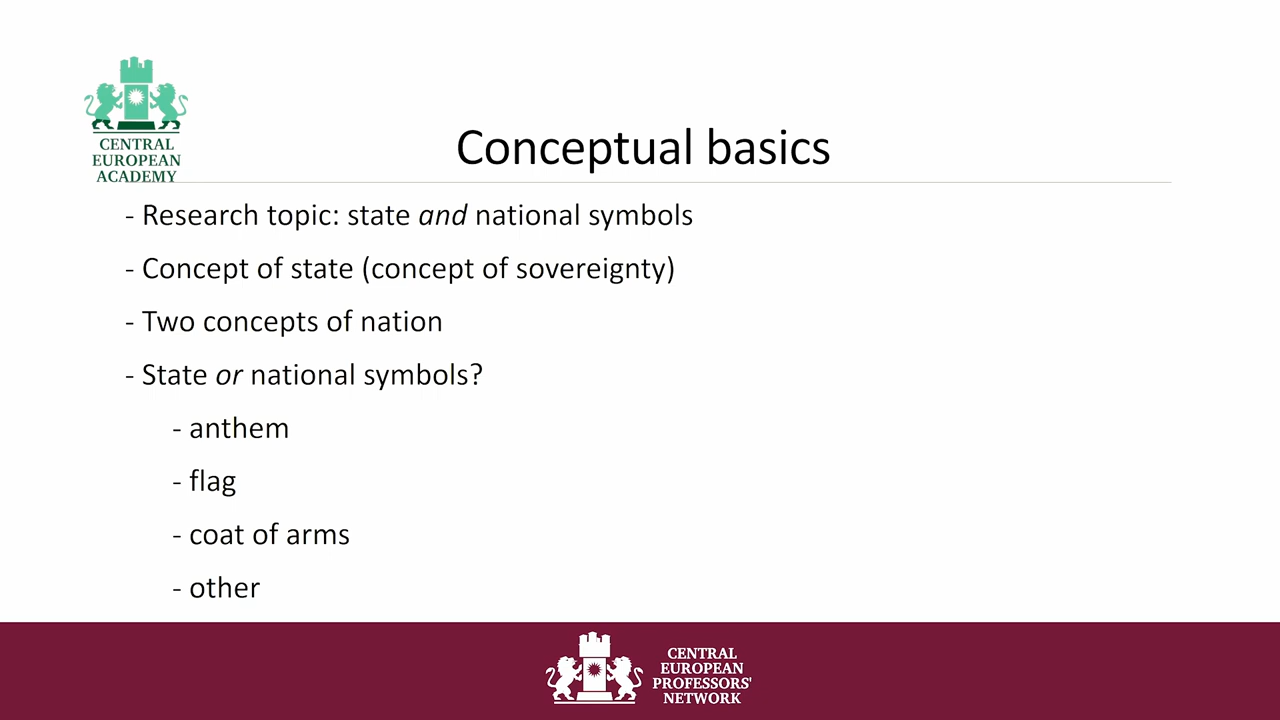 CENTRAL
EUROPEAN
ACADEMY
Conceptual basics
- Research topic: state and national symbols
- Concept of state (concept of sovereignty)
- Two concepts of nation
- State or national symbols?
- anthem
- flag
- coat of arms
- other
CENTRAL
EUROPEAN
PROFESSORS'
NETWORK